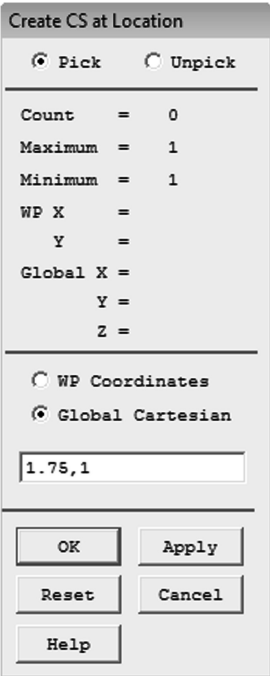 Create CS at Location
Pick Unpick
Count = 0
Maximum = 1
Minimum = 1
WP X =
Y =
Global X =
Y =
Z =
WP Coordinates
Global Cartesian
1.75,1
OK Apply
Reset Cancel
Help